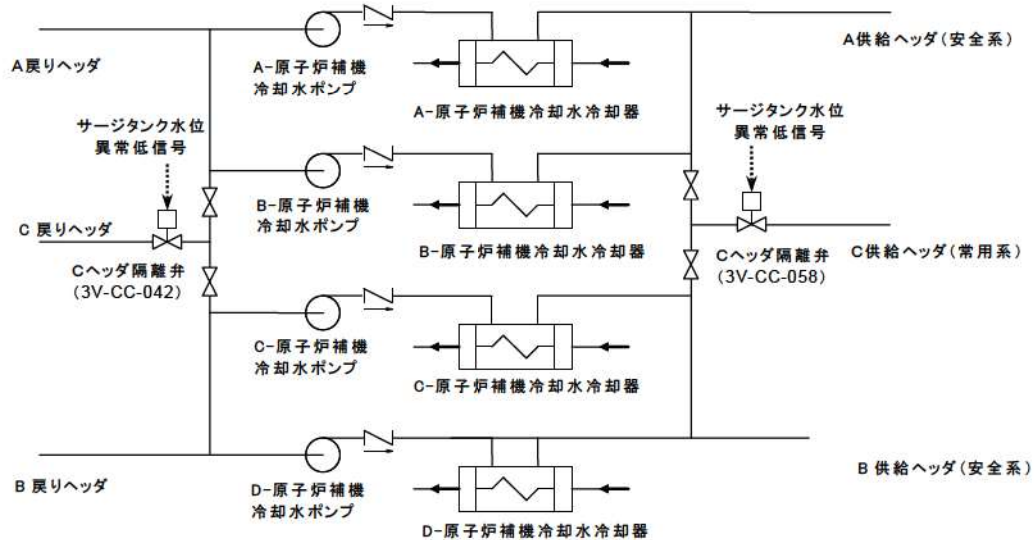 A供給ヘッダ(安全系)
A戻りヘッダ
A-原子炉補機
冷却水ポンプ
A-原子炉補機冷却水冷却器
サージタンク水位
異常低信号
サージタンク水位
異常低信号
B-原子炉補機
冷却水ポンプ
C 戻りヘッダ
B-原子炉補機冷却水冷却器
C供給ヘッダ(常用系)
Cヘッダ隔離弁
(3V-CC-042)
Cヘッダ隔離弁
(3V-CC-058)
C-原子炉補機
冷却水ポンプ
C-原子炉補機冷却水冷却器
B 戻りヘッダ
B 供給ヘッダ(安全系)
D-原子炉補機
冷却水ポンプ
D-原子炉補機冷却水冷却器